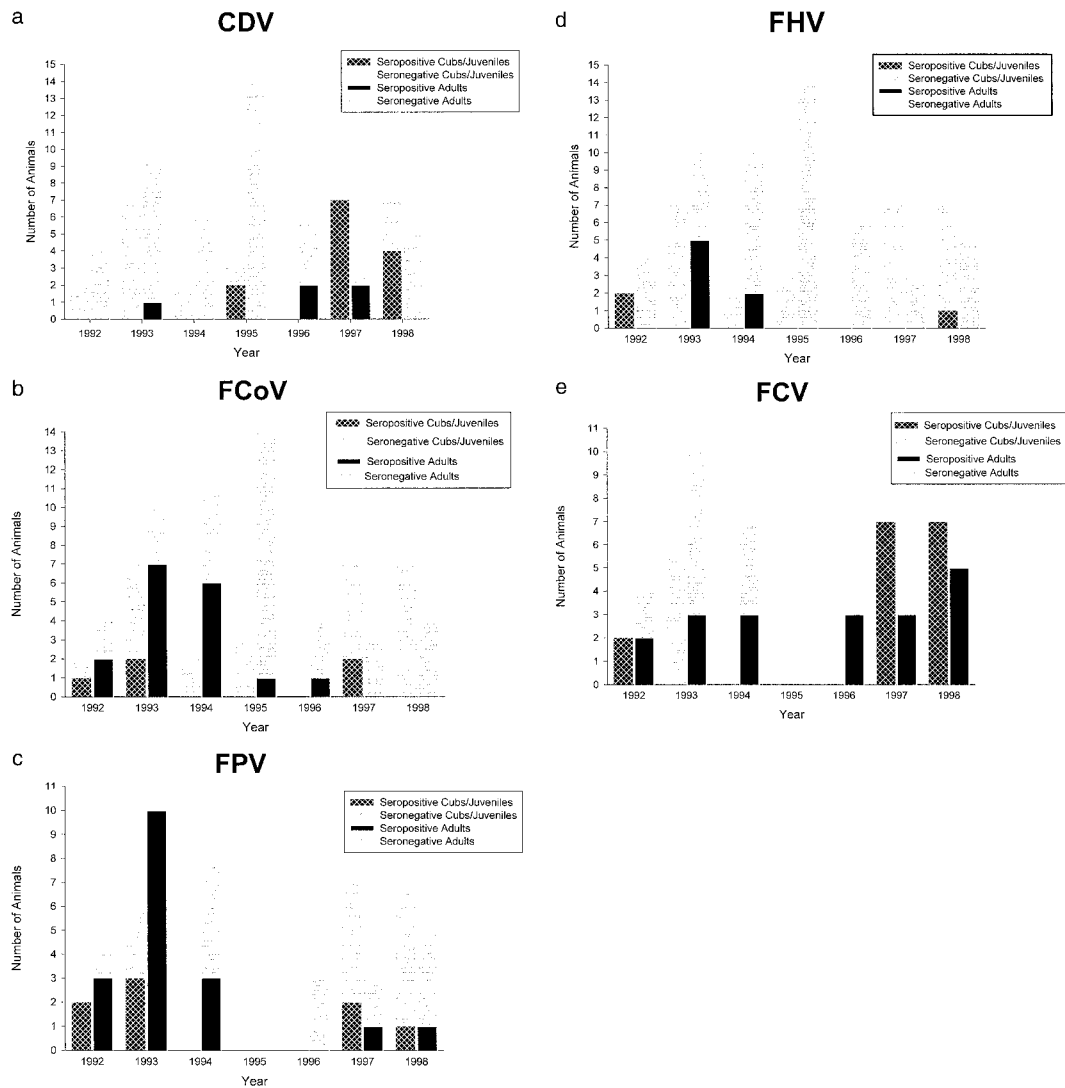 a
CDV
Seropositive Cubs/Juveniles
Seronegative Cubs/Juveniles
Seropositive Adults
Seronegative Adults
15
14
13
12
11
10
9
8
7
6
5
4
3
2
1
0
Number of Animals
1992 1993 1994 1995 1996 1997 1998
Year
b
FCoV
Seropositive Cubs/Juveniles
Seronegative Cubs/Juveniles
Seropositive Adults
Seronegative Adults
14
13
12
11
10
9
8
7
6
5
4
3
2
1
0
Number of Animals
1992 1993 1994 1995 1996 1997 1998
Year
c
FPV
Seropositive Cubs/Juveniles
Seronegative Cubs/Juveniles
Seropositive Adults
Seronegative Adults
11
10
9
8
7
6
5
4
3
2
1
0
Number of Animals
1992 1993 1994 1995 1996 1997 1998
Year
d
FHV
Seropositive Cubs/Juveniles
Seronegative Cubs/Juveniles
Seropositive Adults
Seronegative Adults
15
14
13
12
11
10
9
8
7
6
5
4
3
2
1
0
Number of Animals
1992 1993 1994 1995 1996 1997 1998
Year
e
FCV
Seropositive Cubs/Juveniles
Seronegative Cubs/Juveniles
Seropositive Adults
Seronegative Adults
11
10
9
8
7
6
5
4
3
2
1
0
Number of Animals
1992 1993 1994 1995 1996 1997 1998
Year